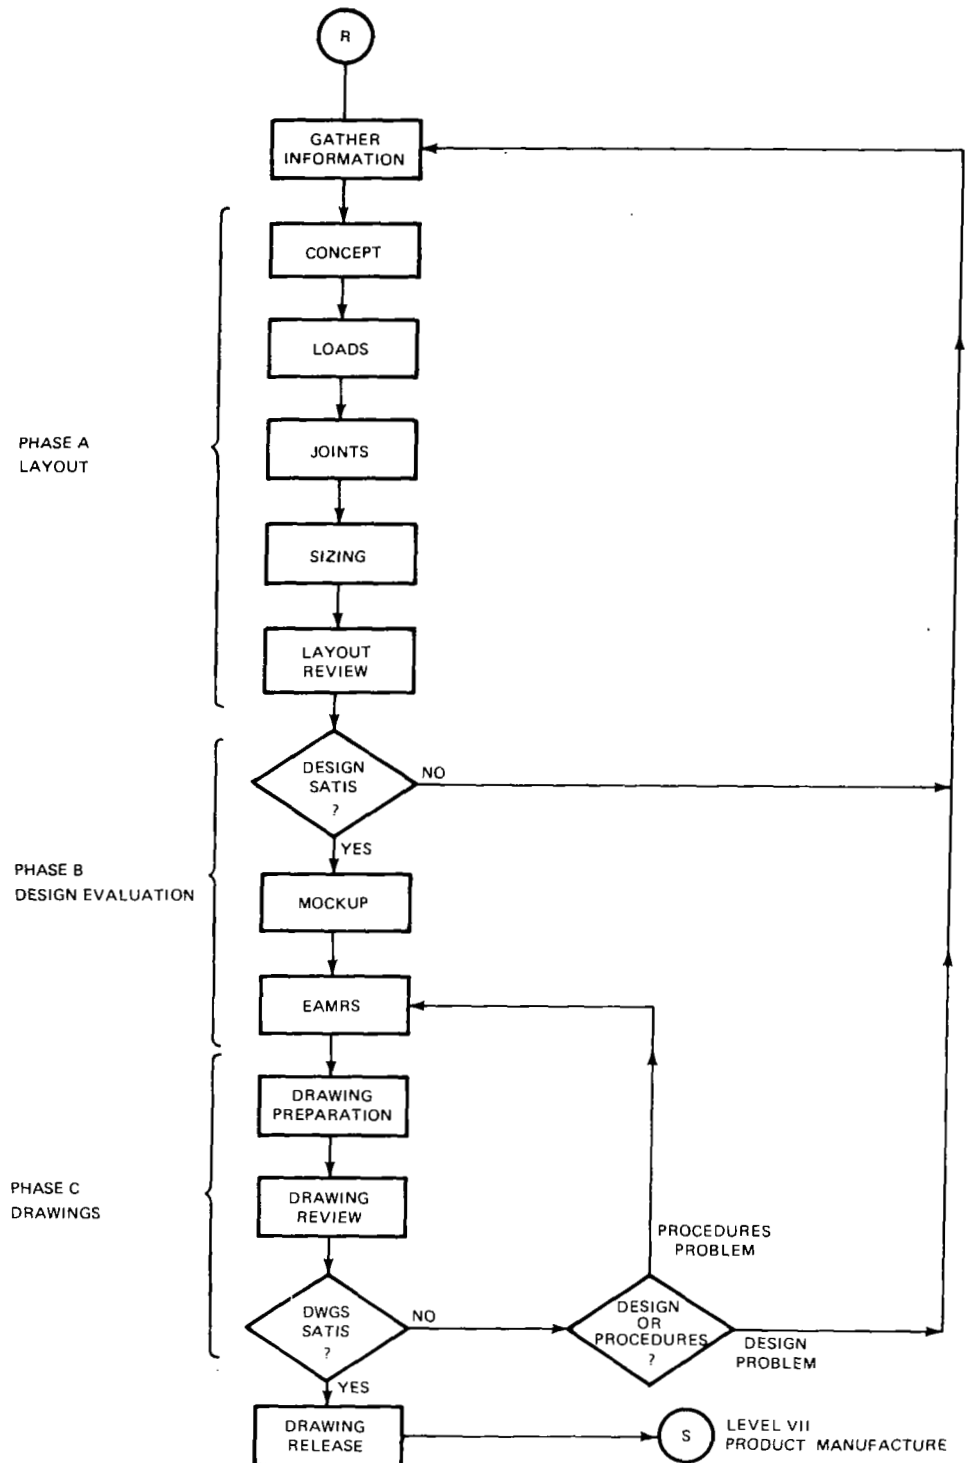 R
GATHER
INFORMATION
CONCEPT
LOADS
PHASE A
LAYOUT
JOINTS
SIZING
LAYOUT
REVIEW
DESIGN
SATIS
?
NO
YES
PHASE B
DESIGN EVALUATION
MOCKUP
EAMRS
DRAWING
PREPARATION
PHASE C
DRAWINGS
DRAWING
REVIEW
PROCEDURES
PROBLEM
DWGS
SATIS
?
NO
DESIGN
OR
PROCEDURES
?
DESIGN
PROBLEM
YES
DRAWING
RELEASE
S
LEVEL VII
PRODUCT MANUFACTURE